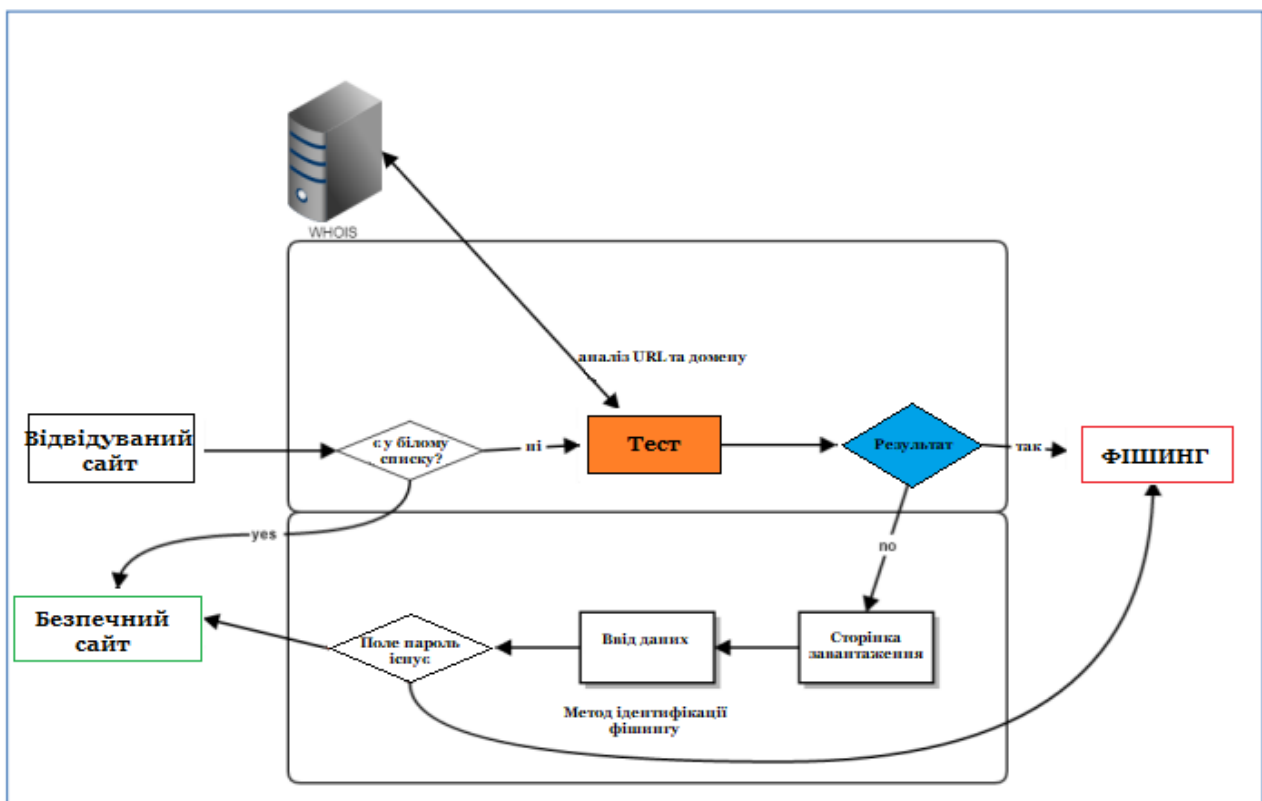 WHOIS
аналіз URL та домену
Відвідуваний
сайт
є у білому
списку?
ні
Тест
Результат
так
ФІШИНГ
yes
no
Безпечний
сайт
Поле пароль
існує
Ввід даних
Сторінка
завантаження
Метод ідентифікації
фішингу